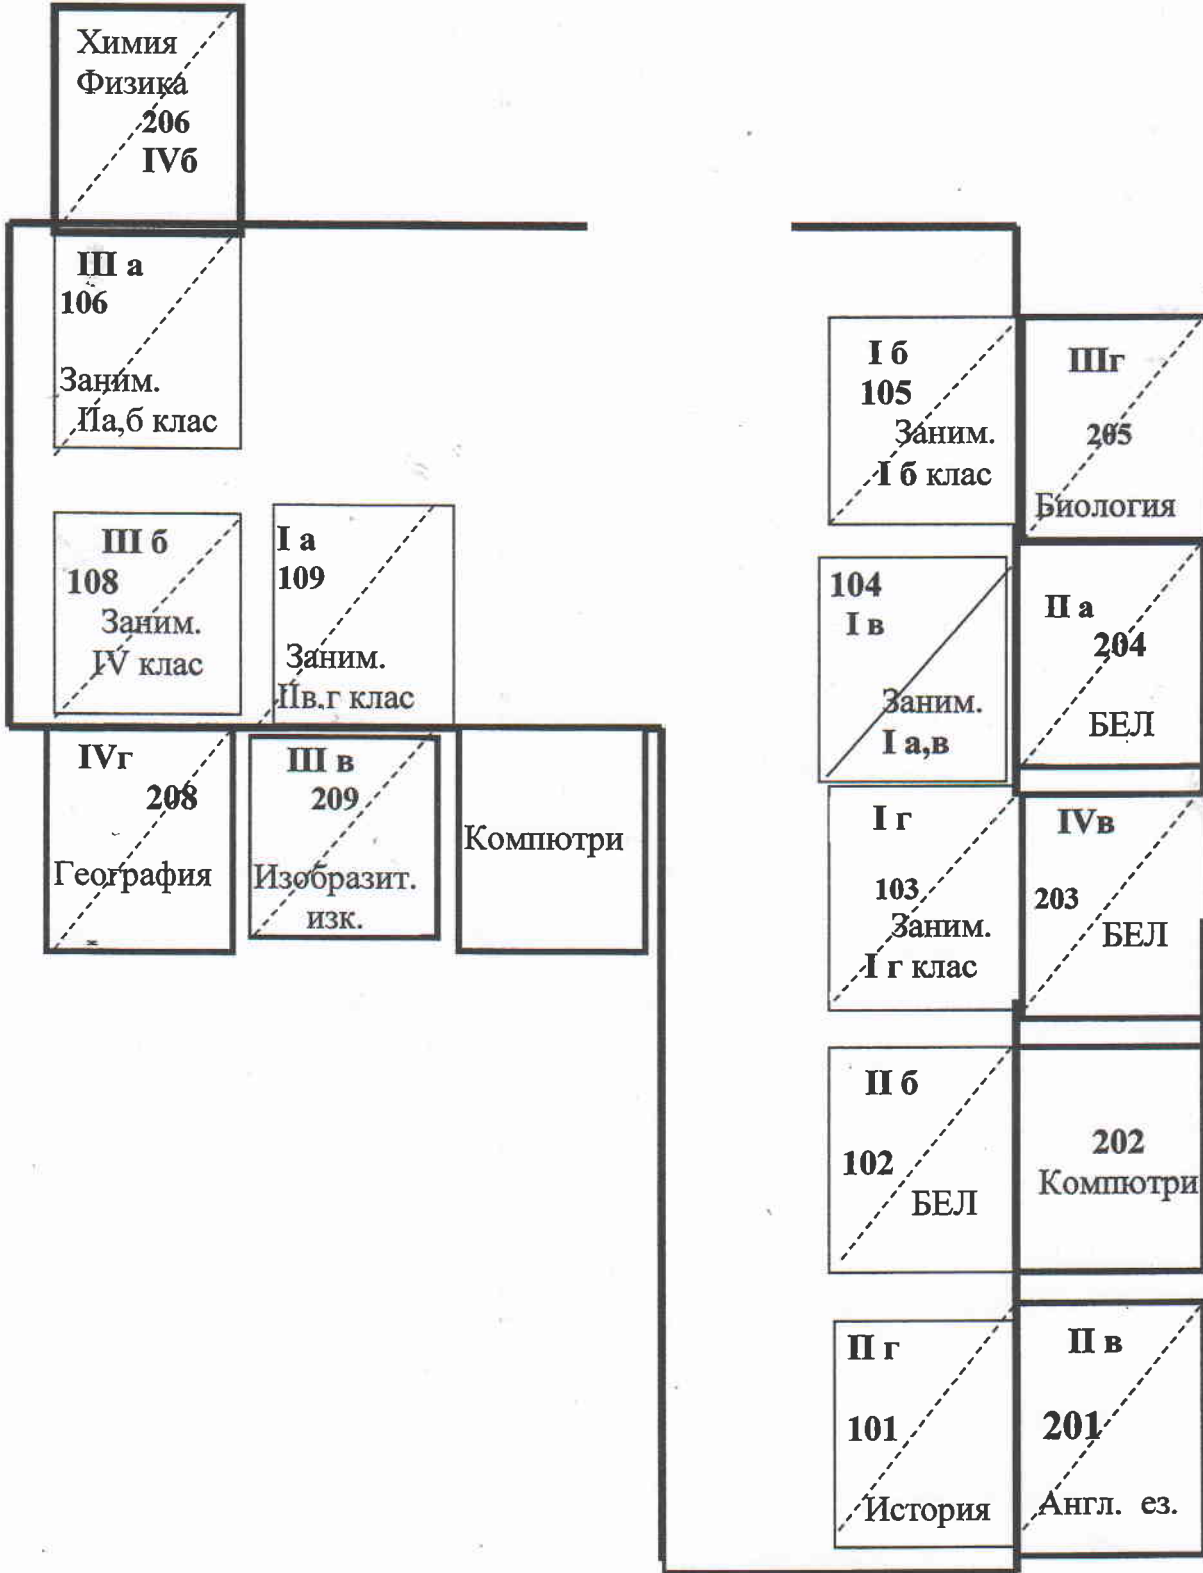 Химия
Физика
206
IVб
III а
106
Заним.
IIа,б клас
III б
108
Заним.
IV клас
I а
109
Заним.
IIв,г клас
IVг
208
География
III в
209
Изобразит.
изк.
Компютри
I б
105
Заним.
I б клас
IIIг
205
Биология
104
I в
Заним.
I а,в
II а
204
БЕЛ
I г
103
Заним.
I г клас
IVв
203
БЕЛ
II б
102
БЕЛ
202
Компютри
II г
101
История
II в
201
Англ. ез.